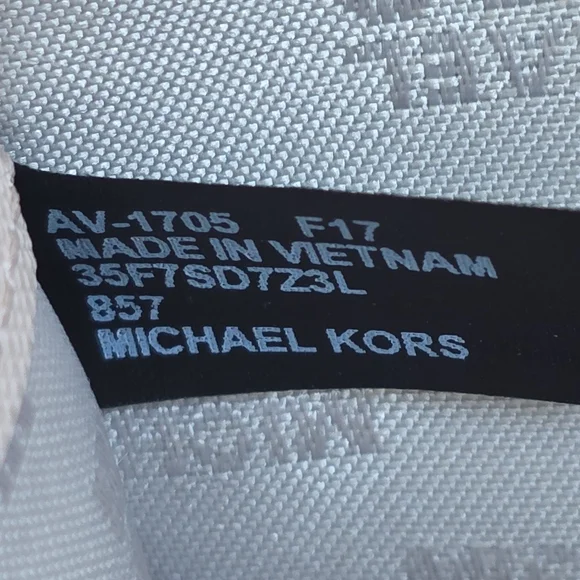 AV-1705 F17
MADE IN VIETNAM
35F7SD7Z3L
857
MICHAEL KORS